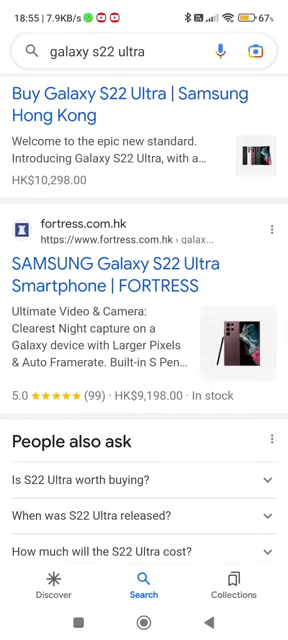 18:55 | 7.9KB/s
67%
galaxy s22 ultra
Buy Galaxy S22 Ultra | Samsung
Hong Kong
Welcome to the epic new standard.
Introducing Galaxy S22 Ultra, with a...
HK$10,298.00
fortress.com.hk
https://www.fortress.com.hk › galax...
SAMSUNG Galaxy S22 Ultra
Smartphone | FORTRESS
Ultimate Video & Camera:
Clearest Night capture on a
Galaxy device with Larger Pixels
& Auto Framerate. Built-in S Pen...
5.0 ★★★★★ (99) · HK$9,198.00 · In stock
People also ask
Is S22 Ultra worth buying?
When was S22 Ultra released?
How much will the S22 Ultra cost?
Discover
Search
Collections